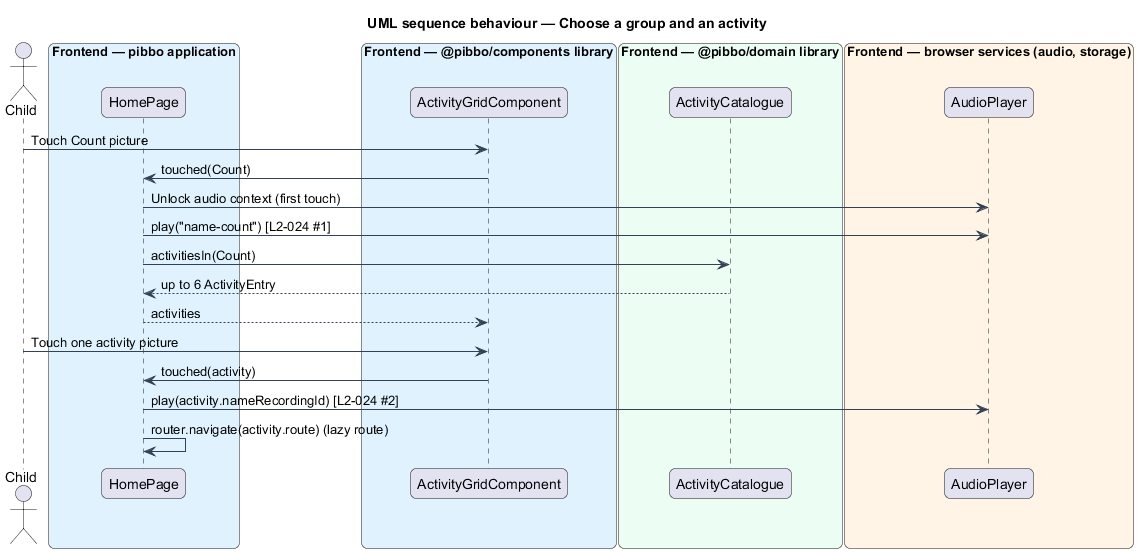 UML sequence behaviour — Choose a group and an activity
Frontend — pibbo application
Frontend — @pibbo/components library
Frontend — @pibbo/domain library
Frontend — browser services (audio, storage)
Child
HomePage
ActivityGridComponent
ActivityCatalogue
AudioPlayer
Touch Count picture
touched(Count)
Unlock audio context (first touch)
play("name-count") [L2-024 #1]
activitiesIn(Count)
up to 6 ActivityEntry
activities
Touch one activity picture
touched(activity)
play(activity.nameRecordingId) [L2-024 #2]
router.navigate(activity.route) (lazy route)
Child
HomePage
ActivityGridComponent
ActivityCatalogue
AudioPlayer